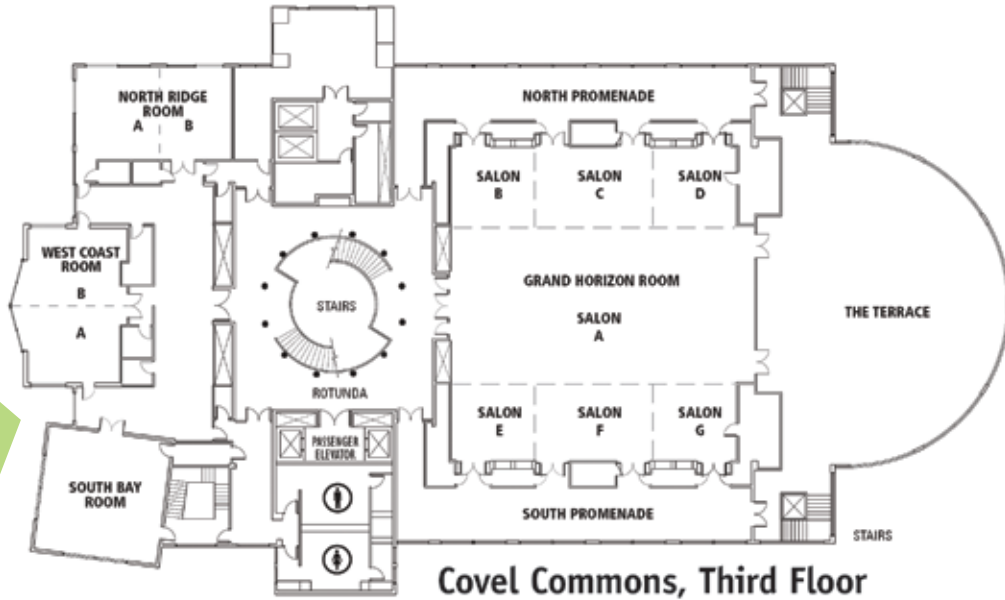 NORTH RIDGE
ROOM
A B
NORTH PROMENADE
SALON
B
SALON
C
SALON
D
WEST COAST
ROOM
B
A
STAIRS
ROTUNDA
GRAND HORIZON ROOM
SALON
A
THE TERRACE
SALON
E
SALON
F
SALON
G
PASSENGER
ELEVATOR
SOUTH BAY
ROOM
SOUTH PROMENADE
STAIRS
Covel Commons, Third Floor